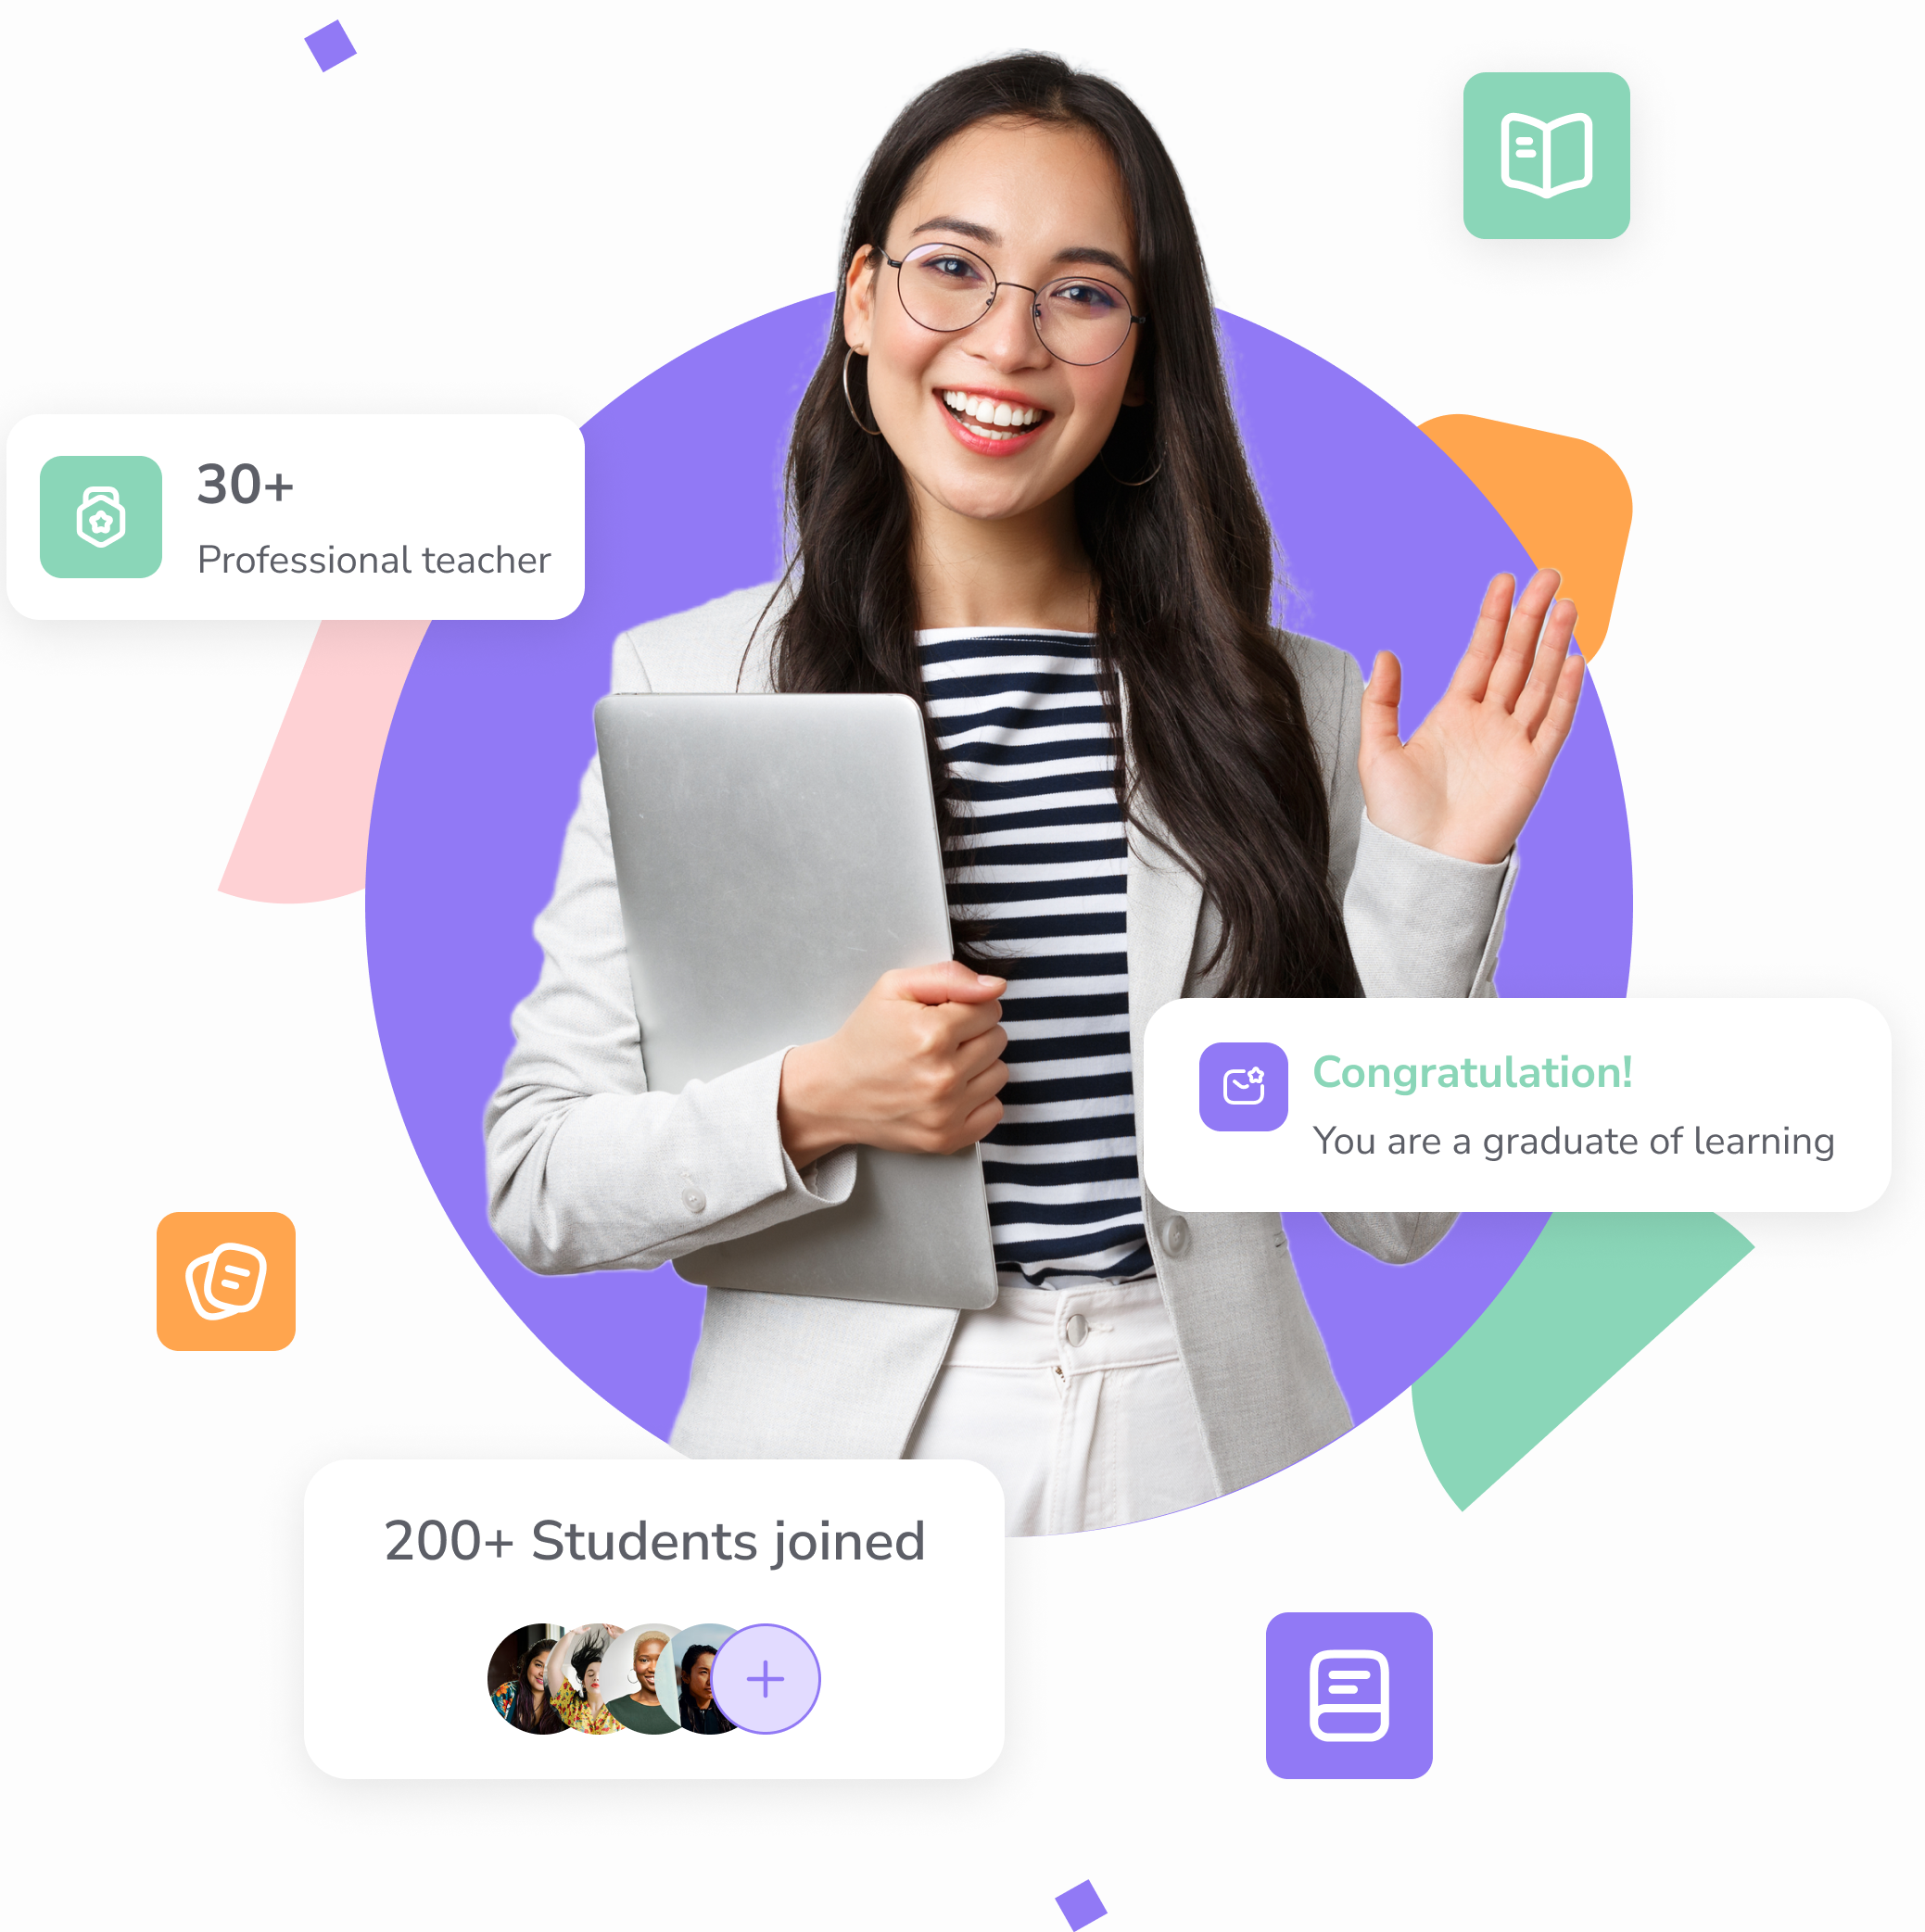 30+
Professional teacher
Congratulation!
You are a graduate of learning
200+ Students joined